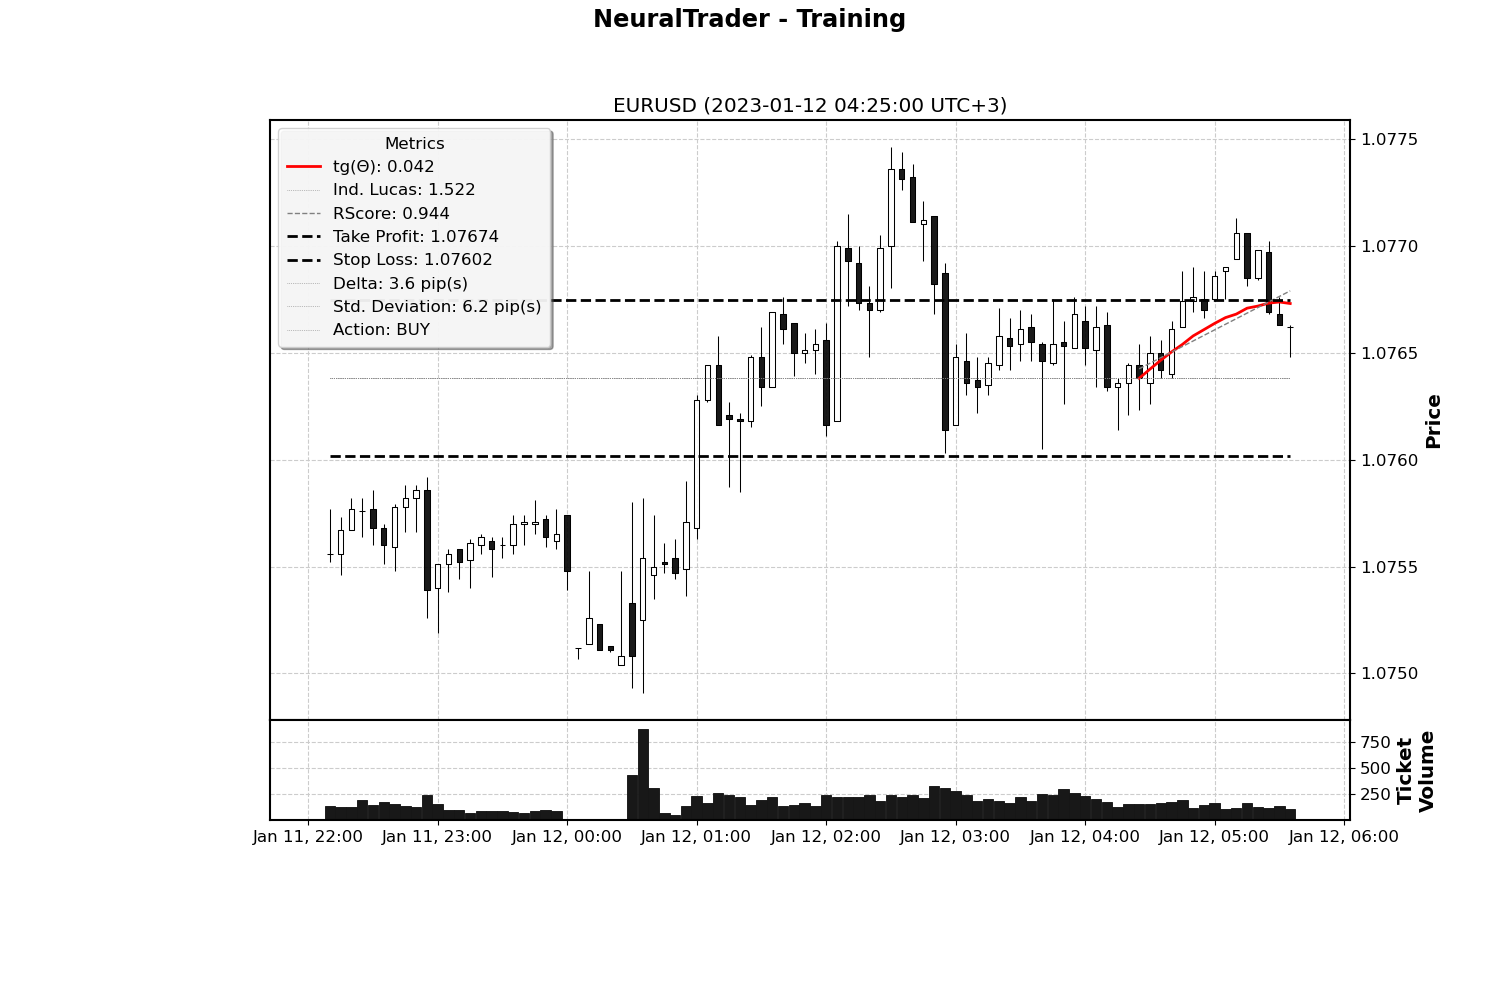 NeuralTrader - Training
EURUSD (2023-01-12 04:25:00 UTC+3)
Metrics
tg(Θ): 0.042
Ind. Lucas: 1.522
RScore: 0.944
Take Profit: 1.07674
Stop Loss: 1.07602
Delta: 3.6 pip(s)
Std. Deviation: 6.2 pip(s)
Action: BUY
1.0775
1.0770
1.0765
1.0760
1.0755
1.0750
Price
750
500
250
Ticket
Volume
Jan 11, 22:00 Jan 11, 23:00 Jan 12, 00:00 Jan 12, 01:00 Jan 12, 02:00 Jan 12, 03:00 Jan 12, 04:00 Jan 12, 05:00 Jan 12, 06:00